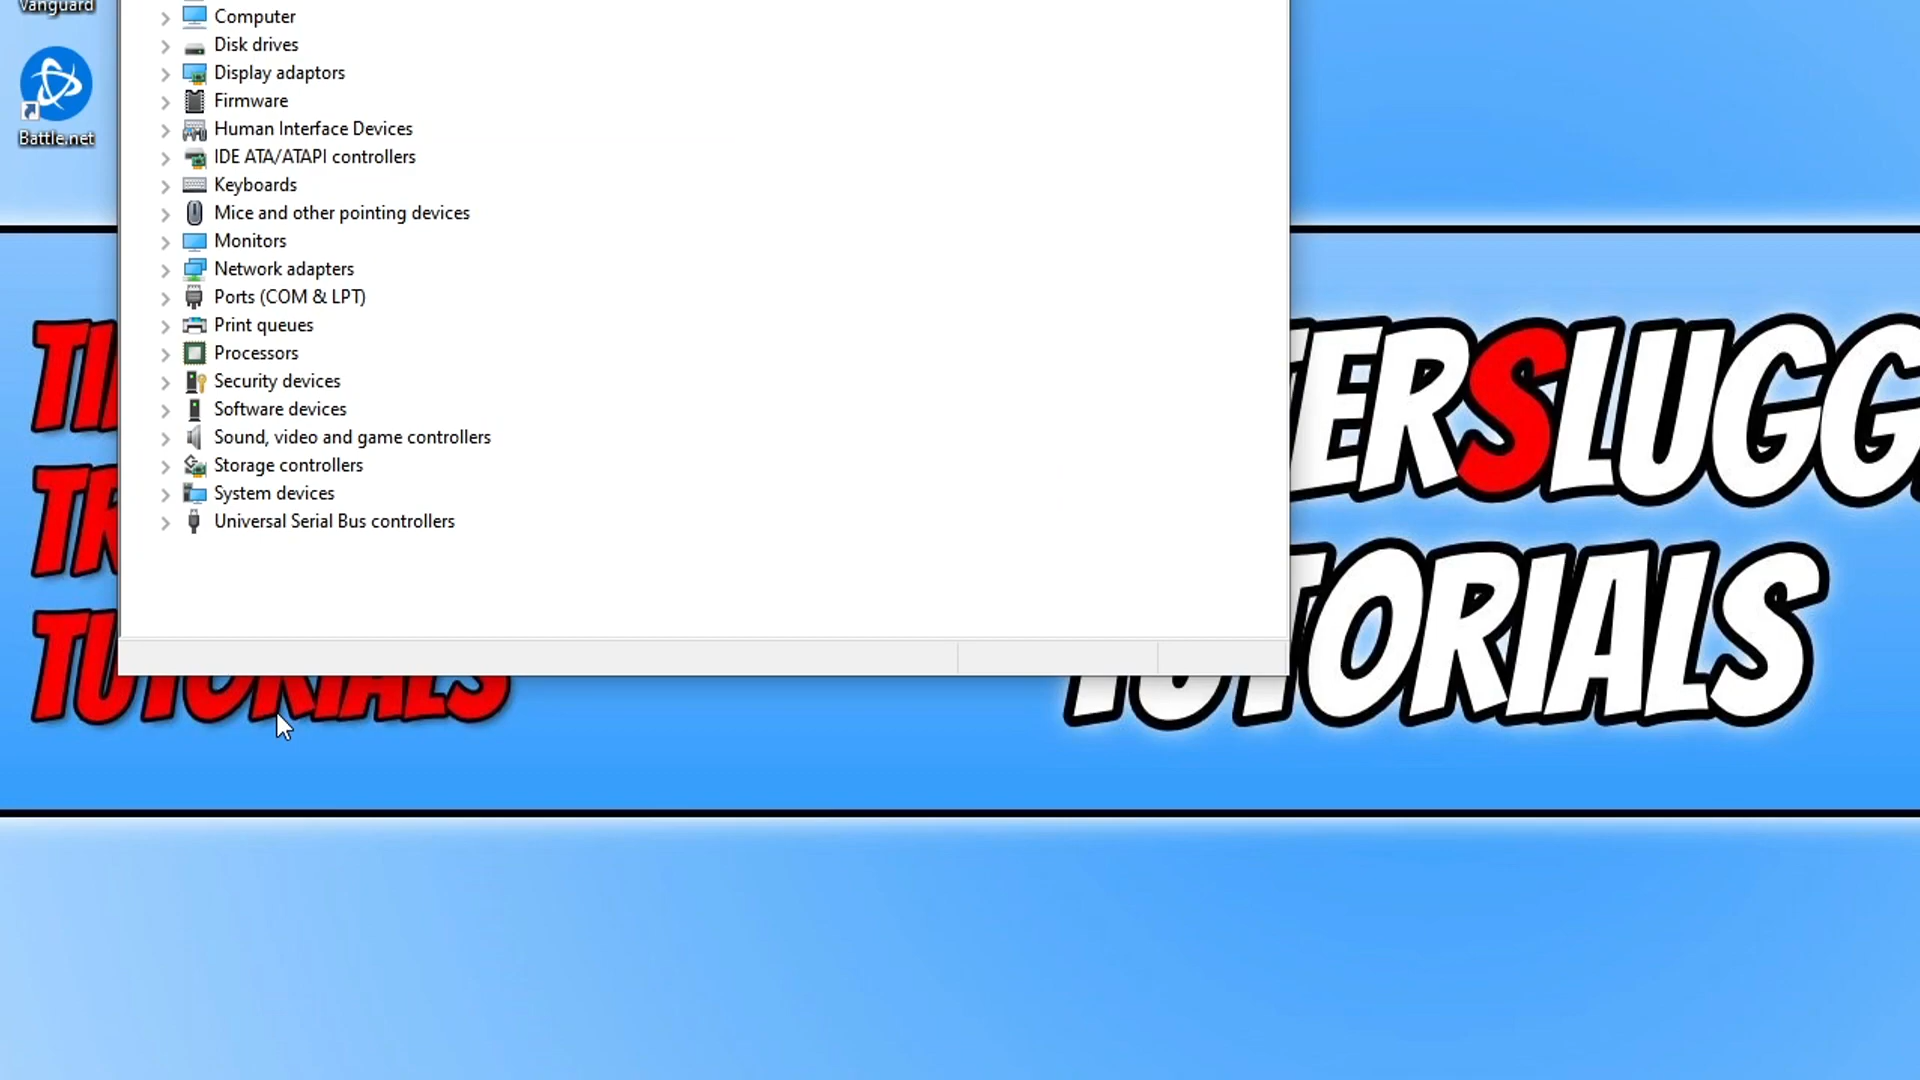 Vanguard
Battle.net
Computer
Disk drives
Display adaptors
Firmware
Human Interface Devices
IDE ATA/ATAPI controllers
Keyboards
Mice and other pointing devices
Monitors
Network adapters
Ports (COM & LPT)
Print queues
Processors
Security devices
Software devices
Sound, video and game controllers
Storage controllers
System devices
Universal Serial Bus controllers
TUTORIALS
ERSLUGG
TUTORIALS